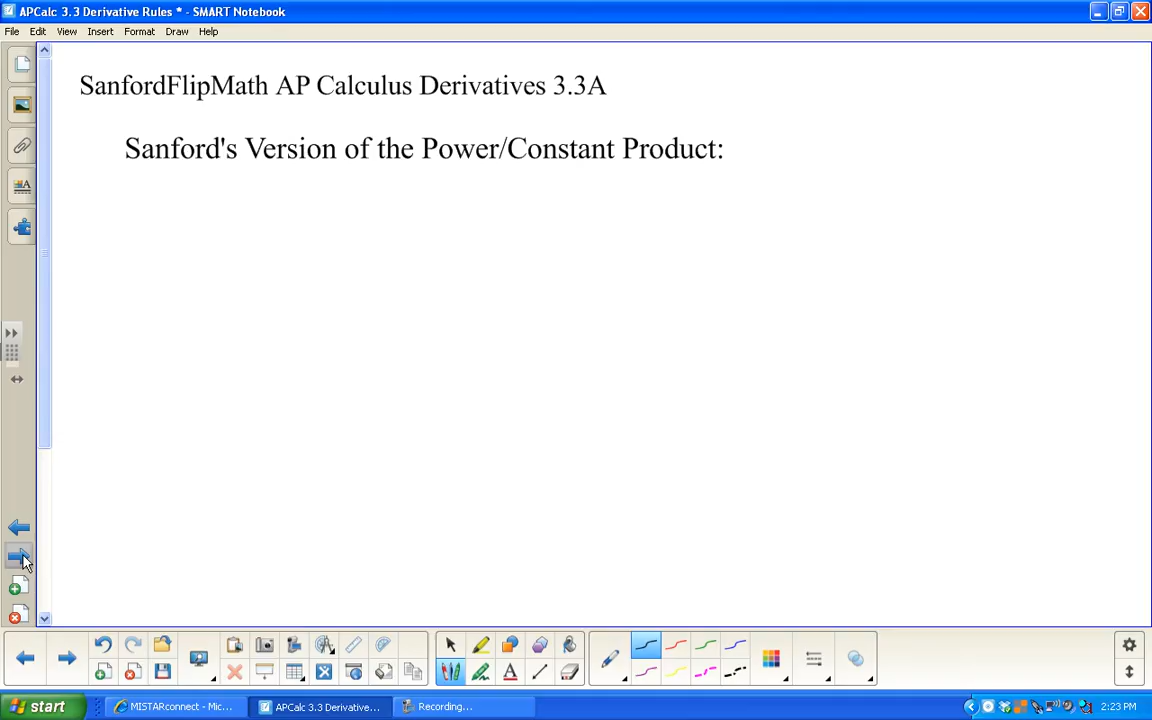 APCalc 3.3 Derivative Rules * - SMART Notebook
File Edit View Insert Format Draw Help
SanfordFlipMath AP Calculus Derivatives 3.3A
Sanford's Version of the Power/Constant Product:
start
MISTARconnect - Mic...
APCalc 3.3 Derivative...
Recording...
2:23 PM